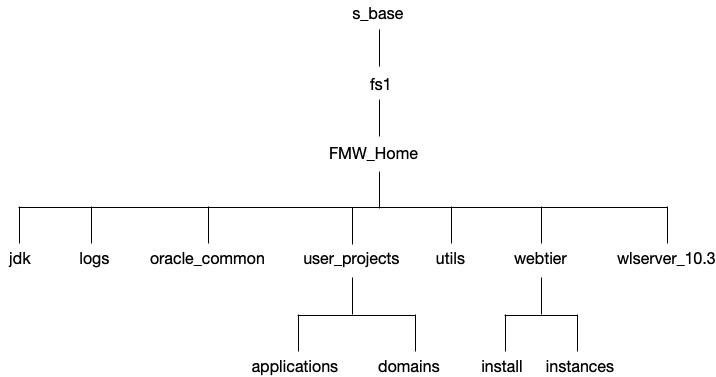 s_base
fs1
FMW_Home
jdk logs oracle_common user_projects utils webtier wlserver_10.3
applications domains install instances